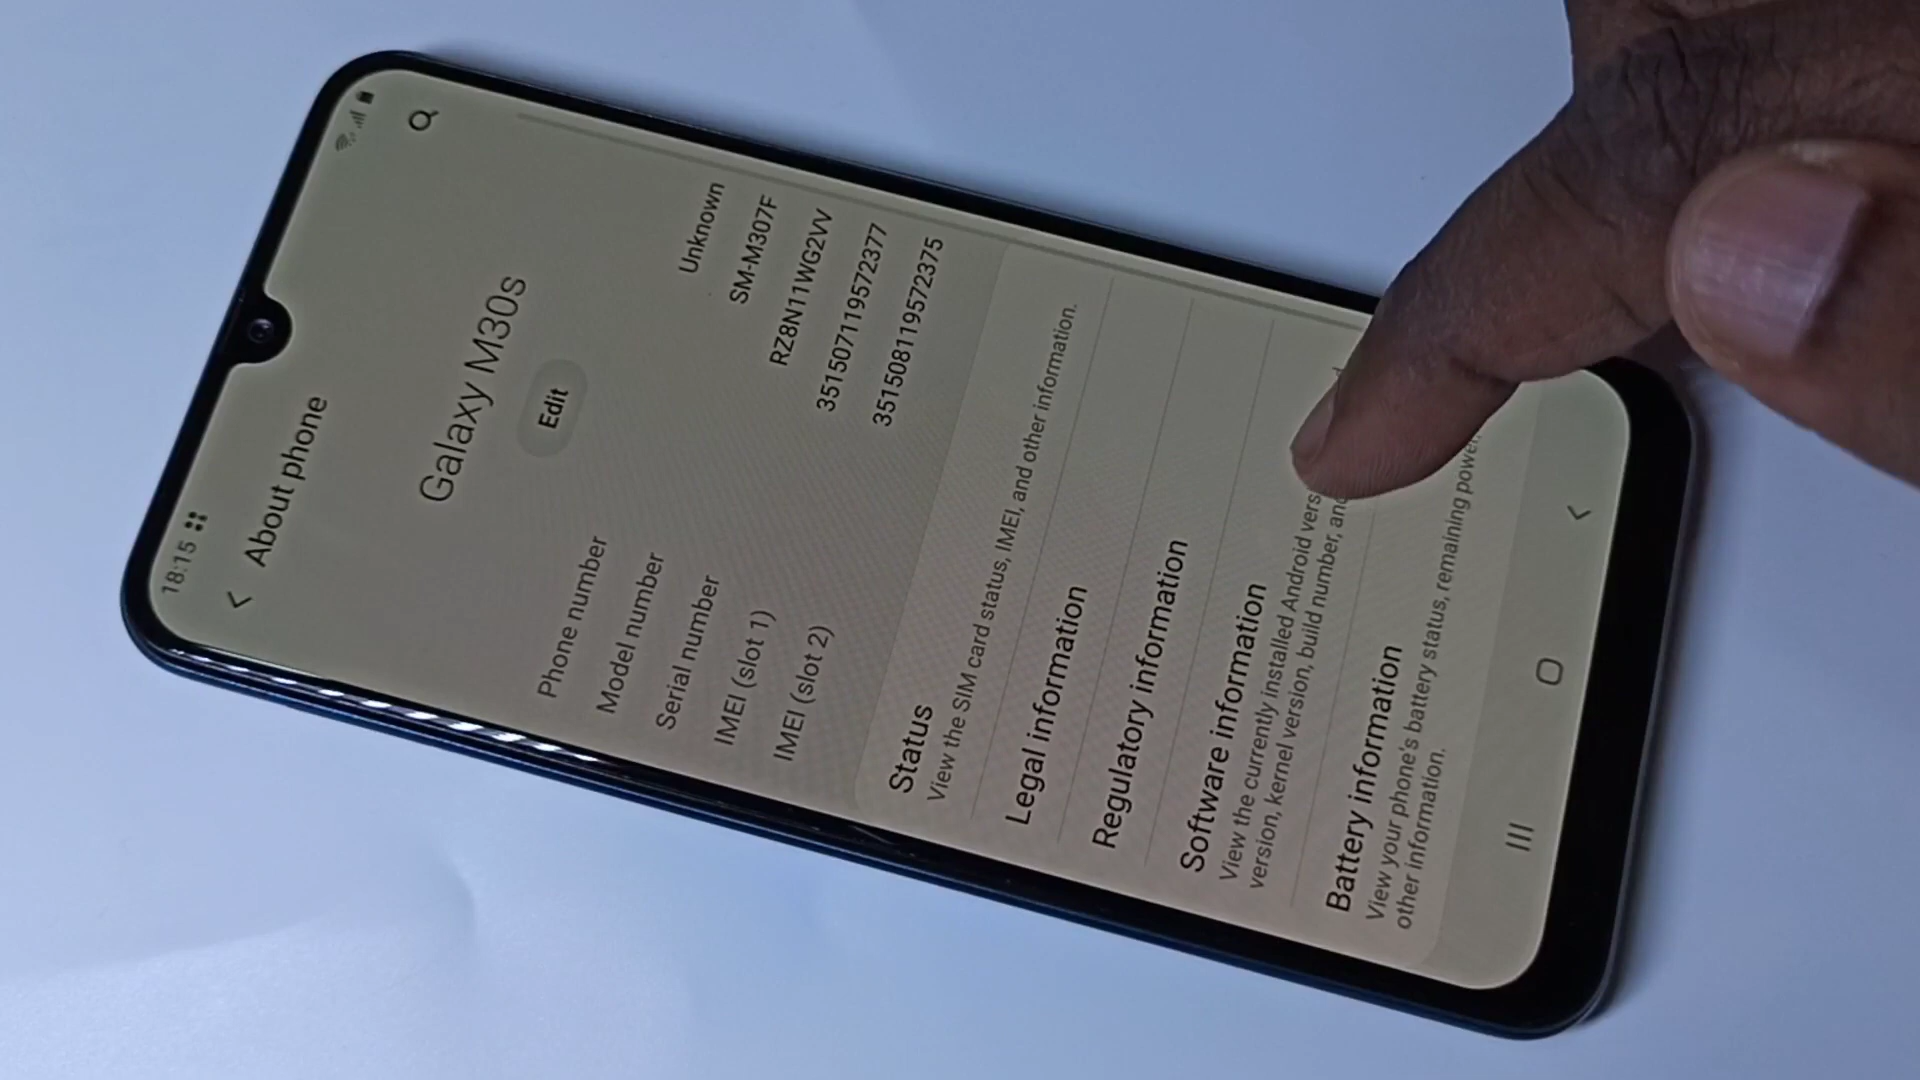 18:15
About phone
Galaxy M30s
Edit
Phone number Unknown
Model number SM-M307F
Serial number RZ8N11WG2VV
IMEI (slot 1) 351507119572377
IMEI (slot 2) 351508119572375
Status
View the SIM card status, IMEI, and other information.
Legal information
Regulatory information
Software information
View the currently installed Android vers
version, kernel version, build number, and
Battery information
View your phone's battery status, remaining power,
other information.